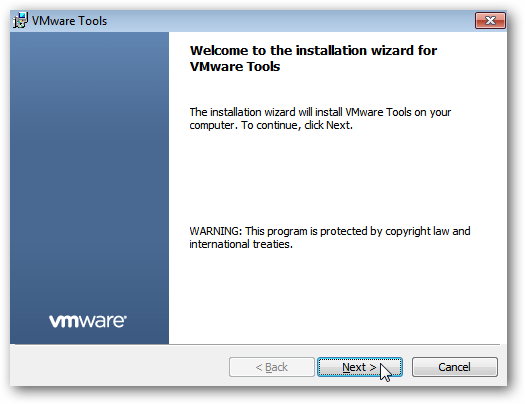 VMware Tools
Welcome to the installation wizard for
VMware Tools
The installation wizard will install VMware Tools on your
computer. To continue, click Next.
WARNING: This program is protected by copyright law and
international treaties.
vmware
< Back
Next >
Cancel